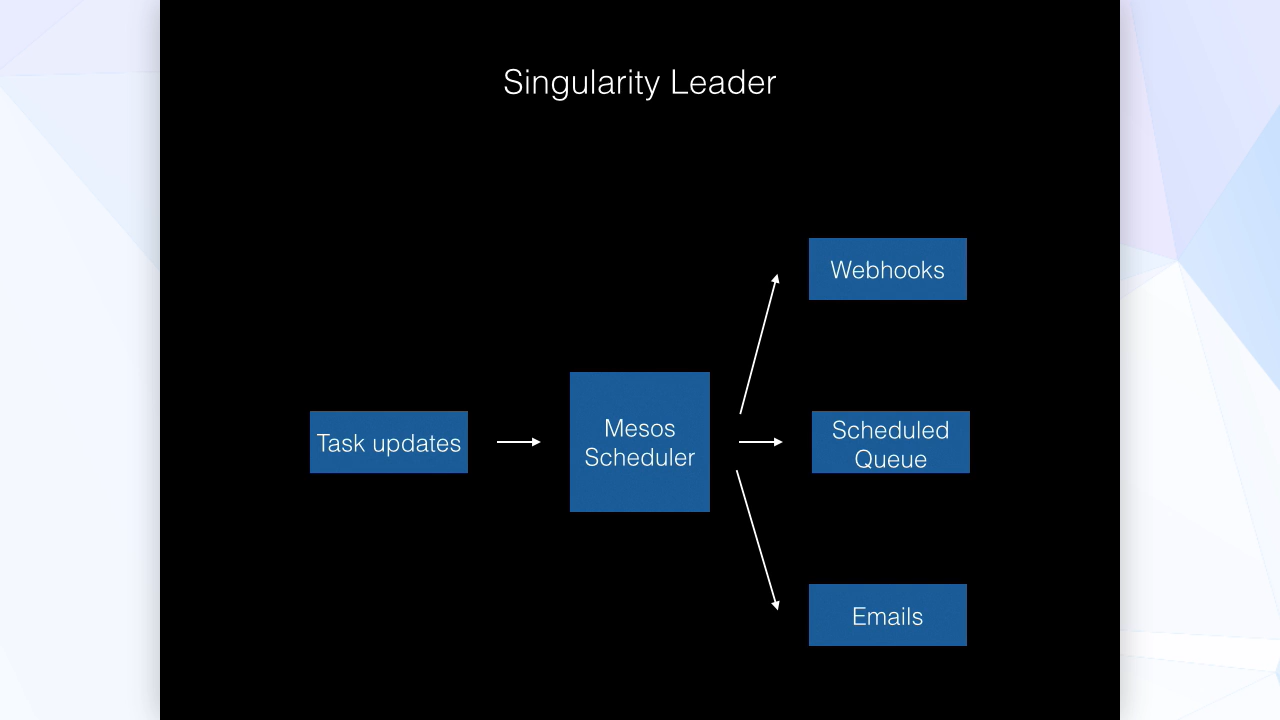 Singularity Leader
Webhooks
Task updates
Mesos
Scheduler
Scheduled
Queue
Emails